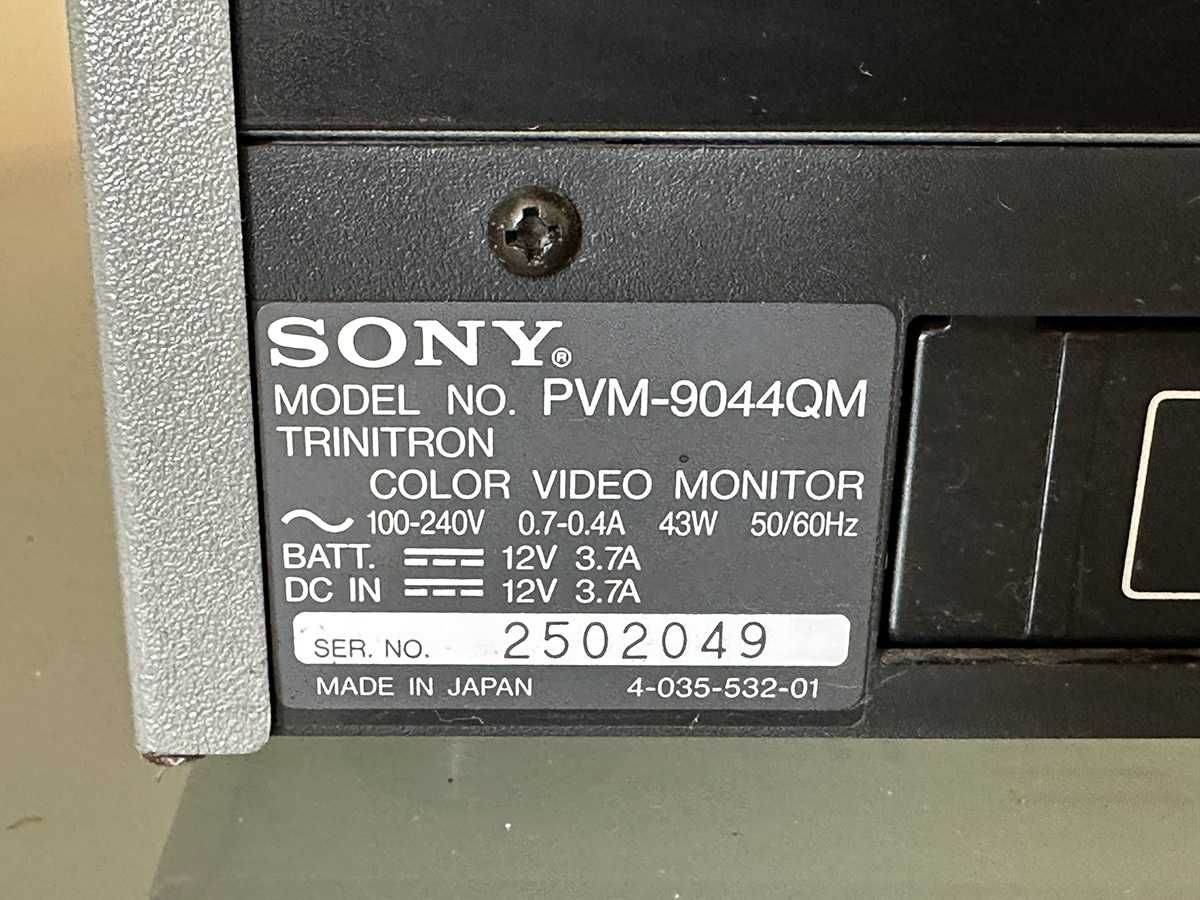 SONY®
MODEL NO. PVM-9044QM
TRINITRON
COLOR VIDEO MONITOR
100-240V 0.7-0.4A 43W 50/60Hz
BATT. 12V 3.7A
DC IN 12V 3.7A
SER. NO. 2502049
MADE IN JAPAN 4-035-532-01